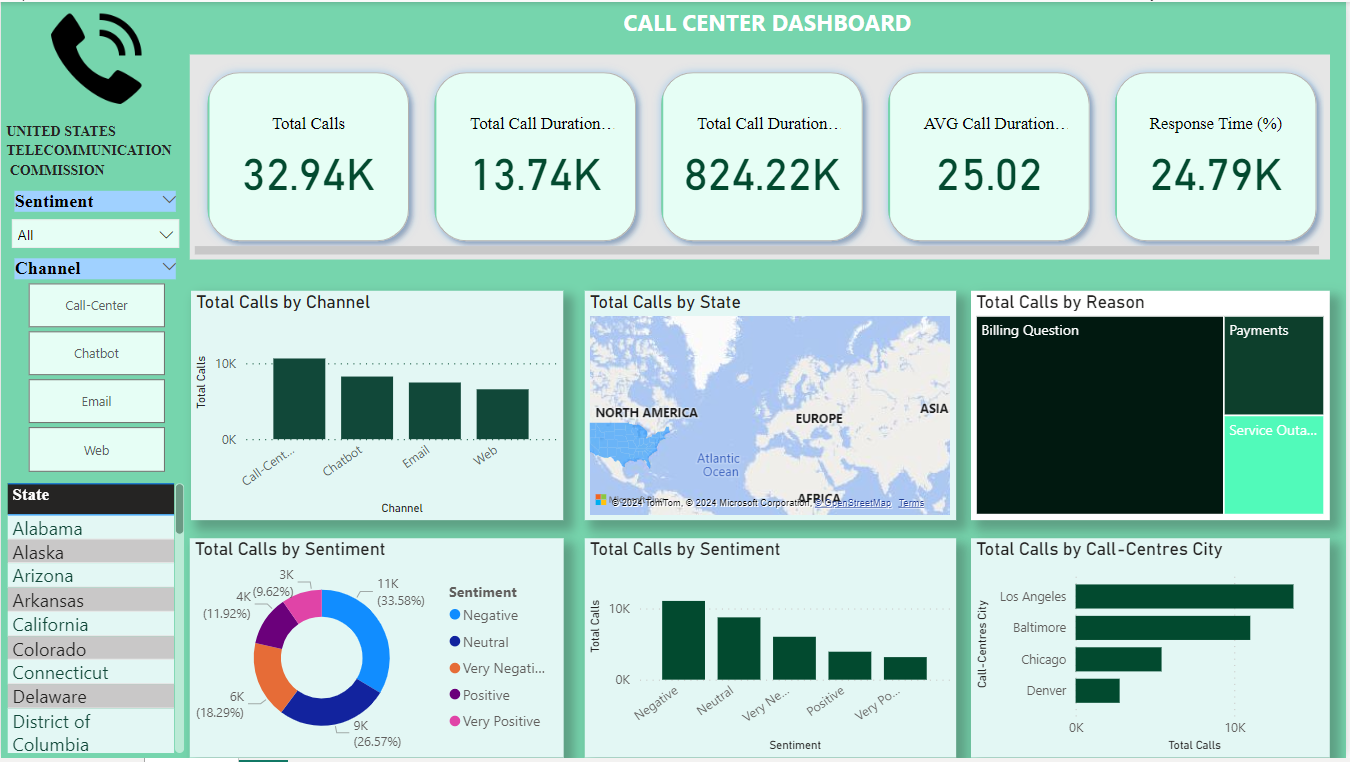 CALL CENTER DASHBOARD
UNITED STATES
TELECOMMUNICATION
COMMISSION
Sentiment
All
Channel
Call-Center
Chatbot
Email
Web
State
Alabama
Alaska
Arizona
Arkansas
California
Colorado
Connecticut
Delaware
District of
Columbia
Total Calls
32.94K
Total Call Duration…
13.74K
Total Call Duration…
824.22K
AVG Call Duration…
25.02
Response Time (%)
24.79K
Total Calls by Channel
Total Calls
10K
0K
Call-Cent...
Chatbot
Email
Web
Channel
Total Calls by State
NORTH AMERICA
EUROPE
ASIA
Atlantic
Ocean
AFRICA
© 2024 TomTom, © 2024 Microsoft Corporation, © OpenStreetMap Terms
Total Calls by Reason
Billing Question
Payments
Service Outa...
Total Calls by Sentiment
3K
(9.62%)
11K
(33.58%)
4K
(11.92%)
6K
(18.29%)
9K
(26.57%)
Sentiment
Negative
Neutral
Very Negati...
Positive
Very Positive
Total Calls by Sentiment
Total Calls
10K
0K
Negative
Neutral
Very Ne...
Positive
Very Po...
Sentiment
Total Calls by Call-Centres City
Call-Centres City
Los Angeles
Baltimore
Chicago
Denver
0K
10K
Total Calls